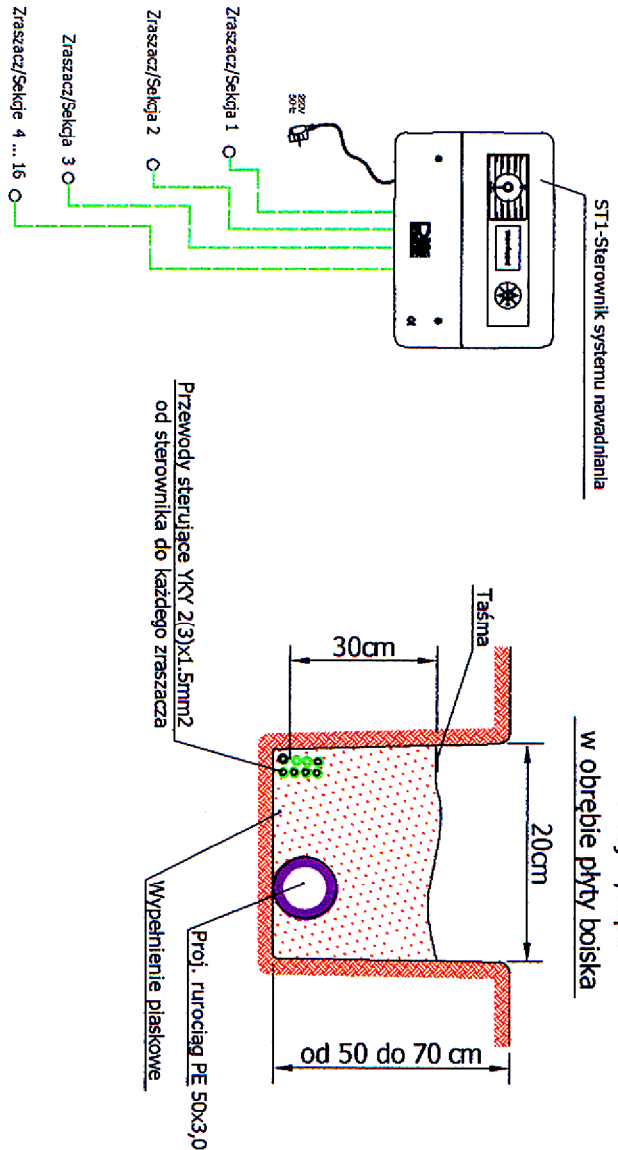 ST1-Sterownik systemu nawadniania
220V
50Hz
Zraszacz/Sekcja 1
Zraszacz/Sekcja 2
Zraszacz/Sekcja 3
Zraszacz/Sekcje 4 ... 16
w obrębie płyty boiska
Taśma
30cm
20cm
od 50 do 70 cm
Przewody sterujące YKY 2(3)x1.5mm2
od sterownika do każdego zraszacza
Wypełnienie piaskowe
Proj. rurociąg PE 50x3,0